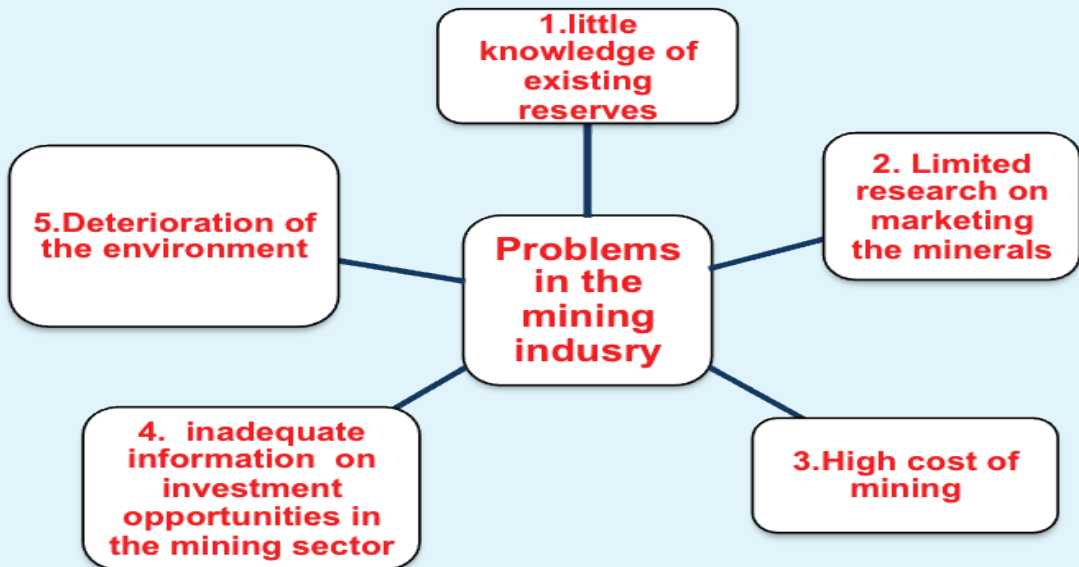 1.little
knowledge of
existing
reserves
2. Limited
research on
marketing
the minerals
5.Deterioration of
the environment
Problems
in the
mining
indusry
4. inadequate
information on
investment
opportunities in
the mining sector
3.High cost of
mining